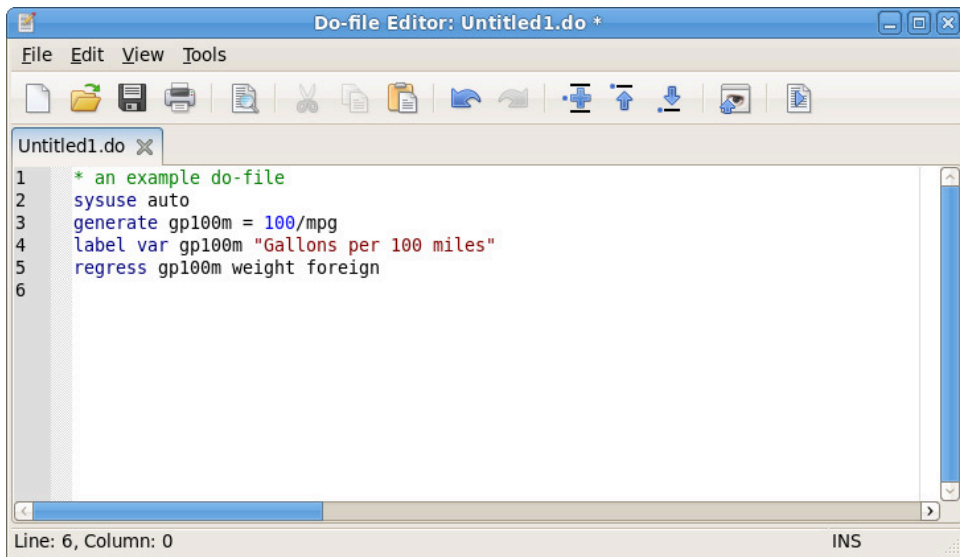 Do-file Editor: Untitled1.do *
File Edit View Tools
Untitled1.do
1 * an example do-file
2 sysuse auto
3 generate gp100m = 100/mpg
4 label var gp100m "Gallons per 100 miles"
5 regress gp100m weight foreign
6
Line: 6, Column: 0 INS